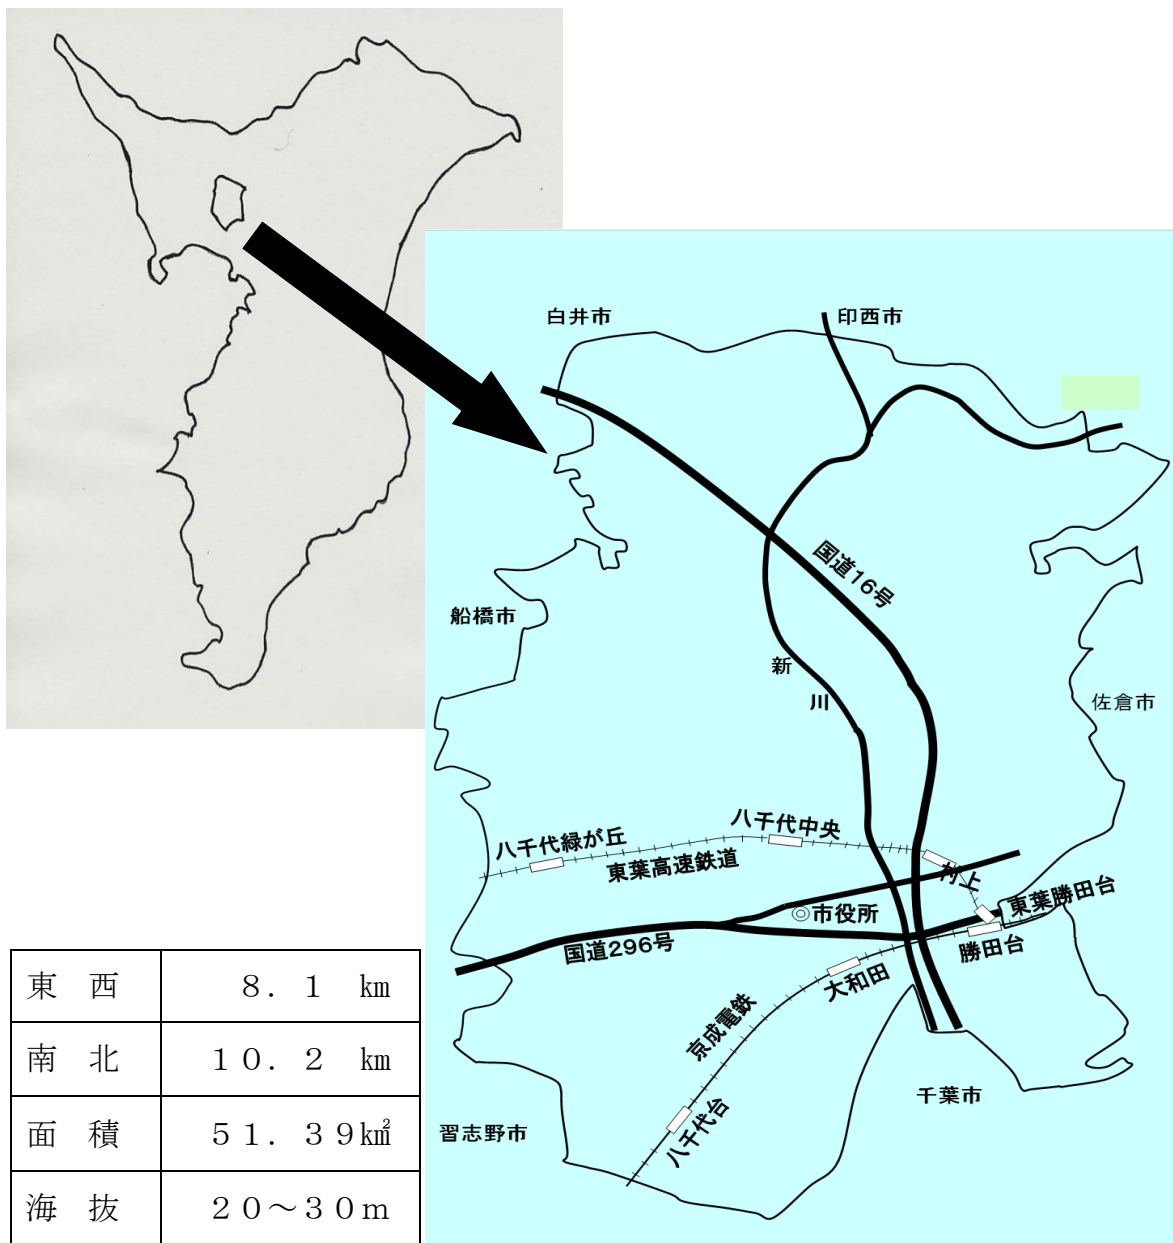 白井市
印西市
国道16号
船橋市
新
川
佐倉市
八千代緑が丘
八千代中央
東葉高速鉄道
村上
東葉勝田台
市役所
国道296号
勝田台
大和田
京成電鉄
千葉市
八千代台
習志野市
東　西　８．１　㎞
南　北　１０．２　㎞
面　積　５１．３９㎢
海　抜　２０～３０ｍ